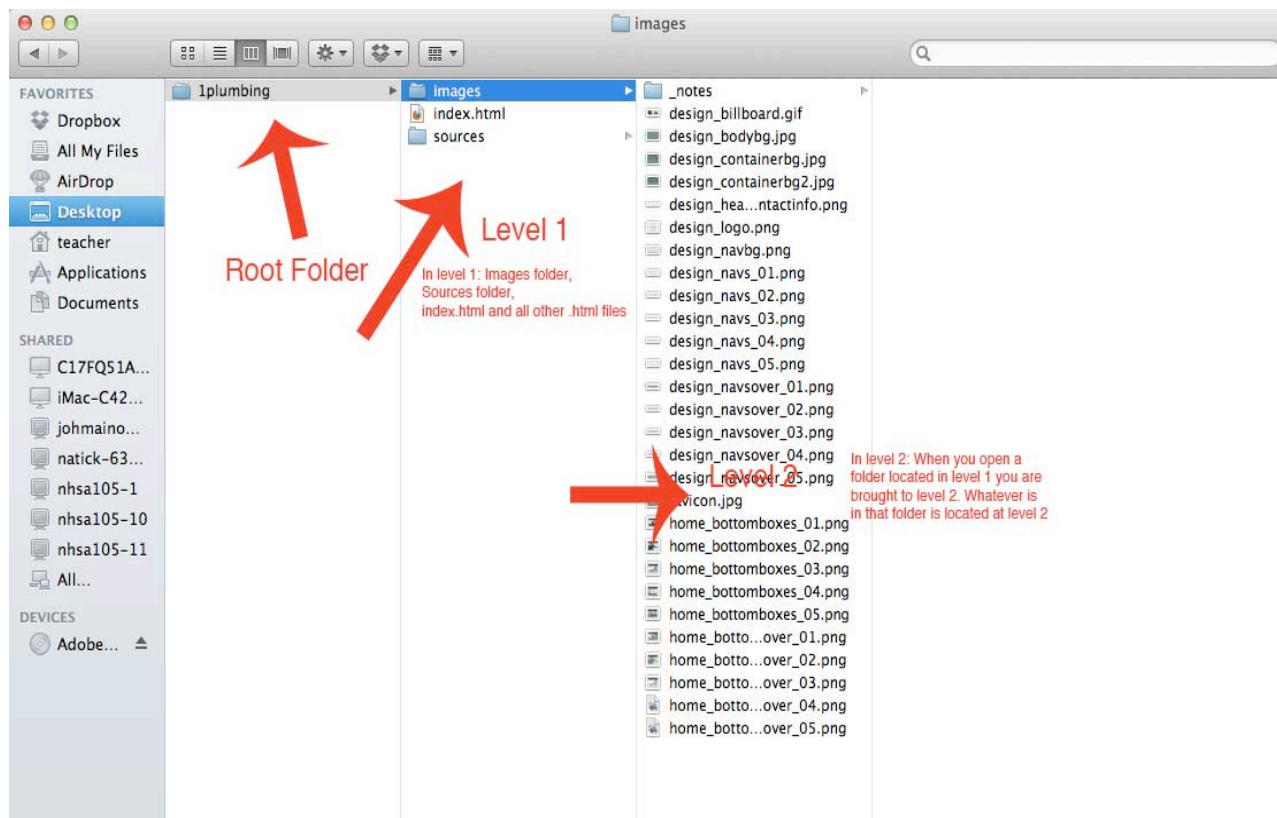 images
FAVORITES
Dropbox
All My Files
AirDrop
Desktop
teacher
Applications
Documents
SHARED
C17FQ51A...
iMac-C42...
johmaino...
natick-63...
nhsa105-1
nhsa105-10
nhsa105-11
All...
DEVICES
Adobe...
1plumbing
Root Folder
images
index.html
sources
Level 1
In level 1: Images folder,
Sources folder,
index.html and all other .html files
_notes
design_billboard.gif
design_bodybg.jpg
design_containerbg.jpg
design_containerbg2.jpg
design_hea...ntactinfo.png
design_logo.png
design_navbg.png
design_navs_01.png
design_navs_02.png
design_navs_03.png
design_navs_04.png
design_navs_05.png
design_navsover_01.png
design_navsover_02.png
design_navsover_03.png
design_navsover_04.png
design_navsover_05.png
favicon.jpg
home_bottomboxes_01.png
home_bottomboxes_02.png
home_bottomboxes_03.png
home_bottomboxes_04.png
home_bottomboxes_05.png
home_botto...over_01.png
home_botto...over_02.png
home_botto...over_03.png
home_botto...over_04.png
home_botto...over_05.png
Level 2
In level 2: When you open a
folder located in level 1 you are
brought to level 2. Whatever is
in that folder is located at level 2